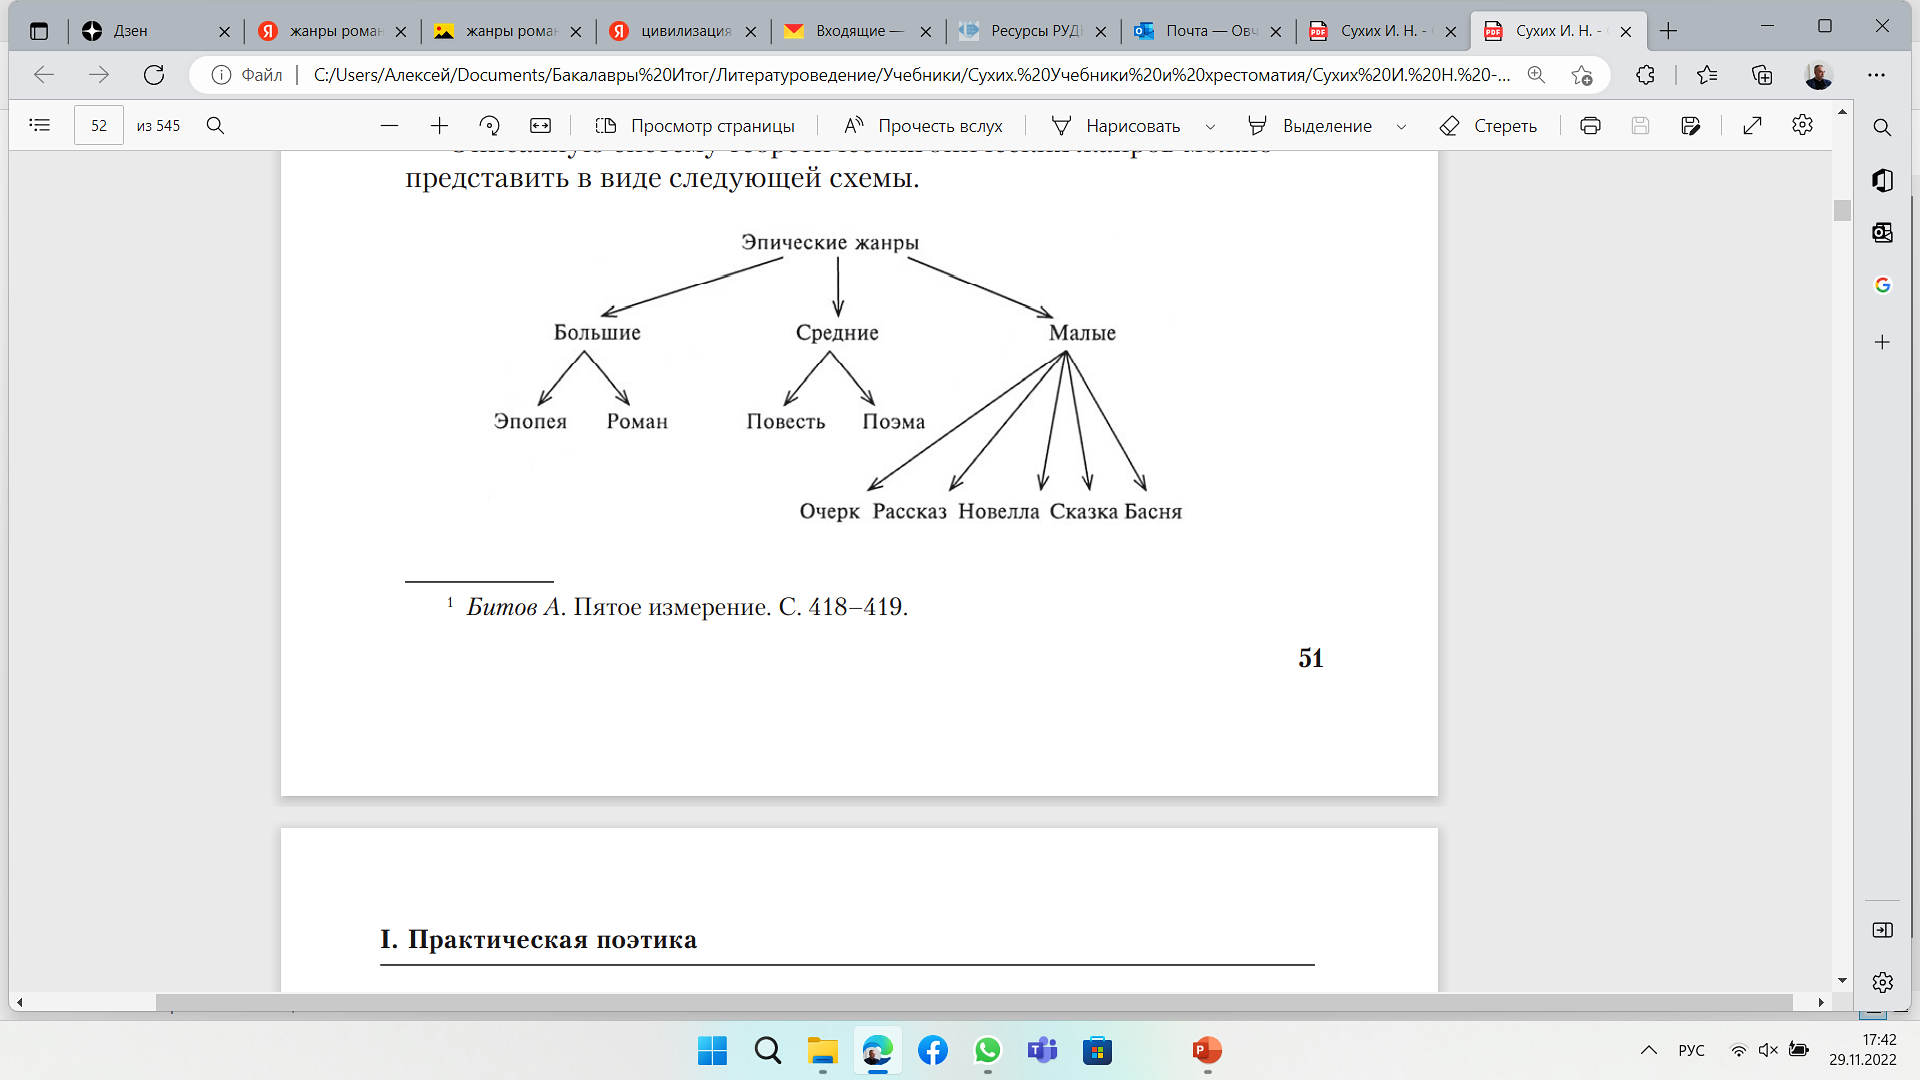 Дзен
жанры роман
жанры роман
цивилизация
Входящие —
Ресурсы РУД
Почта — Овч
Сухих И. Н. -
Сухих И. Н. -
Файл
C:/Users/Алексей/Documents/Бакалавры%20Итог/Литературоведение/Учебники/Сухих.%20Учебники%20и%20хрестоматия/Сухих%20И.%20Н.%20-...
52 из 545
Просмотр страницы
Прочесть вслух
Нарисовать
Выделение
Стереть
представить в виде следующей схемы.
Эпические жанры
Большие Средние Малые
Эпопея Роман Повесть Поэма
Очерк Рассказ Новелла Сказка Басня
1 Битов А. Пятое измерение. С. 418–419.
51
I. Практическая поэтика
РУС
17:42
29.11.2022